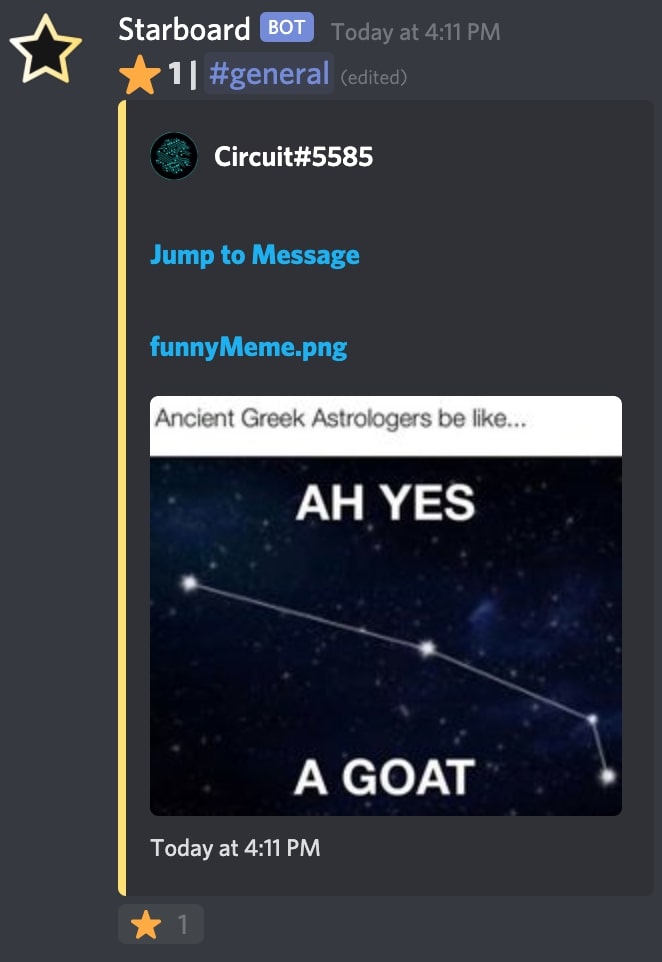 Starboard BOT Today at 4:11 PM
1 | #general (edited)
Circuit#5585
Jump to Message
funnyMeme.png
Ancient Greek Astrologers be like...
AH YES
A GOAT
Today at 4:11 PM
1